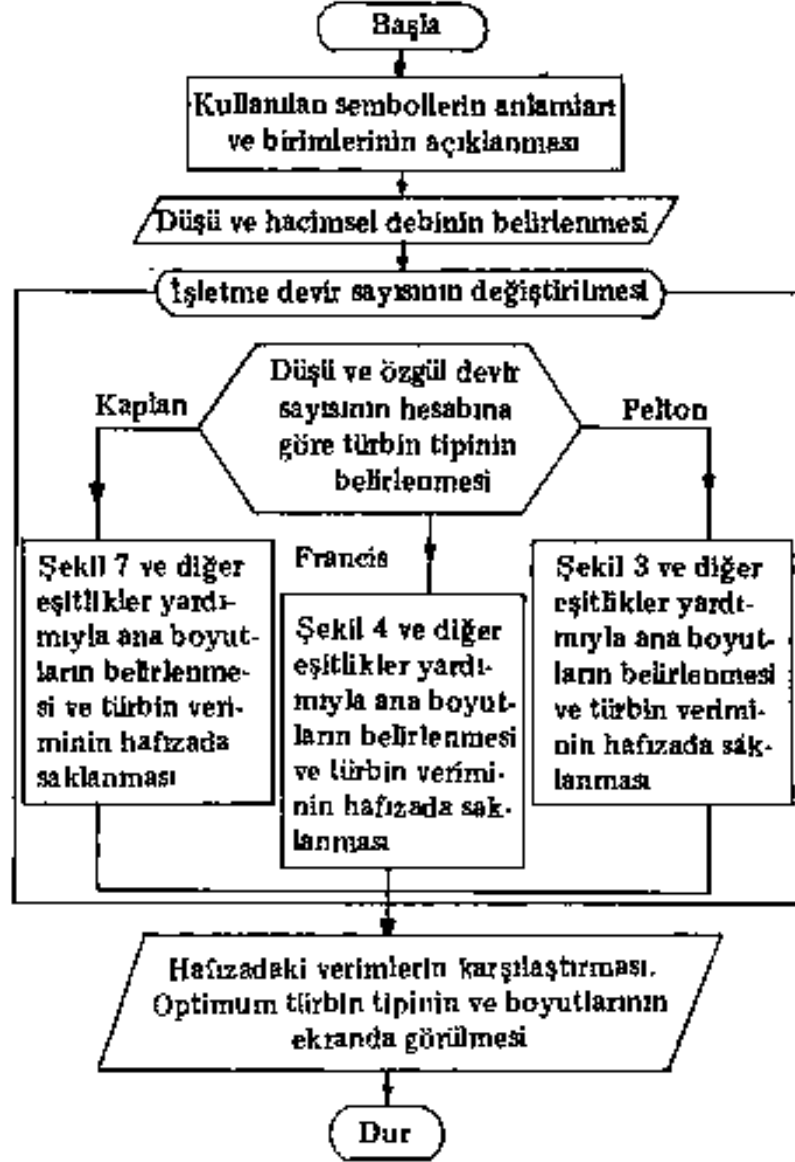 Başla
Kullanılan sembollerin anlamları
ve birimlerinin açıklanması
Düşü ve hacimsel debinin belirlenmesi
İşletme devir sayısının değiştirilmesi
Düşü ve özgül devir
sayısının hesabına
göre türbin tipinin
belirlenmesi
Kaplan
Pelton
Francis
Şekil 7 ve diğer
eşitlikler yardı-
mıyla ana boyut-
ların belirlenme-
si ve türbin veri-
minin hafızada
saklanması
Şekil 4 ve diğer
eşitlikler yardı-
mıyla ana boyut-
ların belirlenmesi
ve türbin verimi-
nin hafızada sak-
lanması
Şekil 3 ve diğer
eşitlikler yardı-
mıyla ana boyut-
ların belirlenmesi
ve türbin verimi-
nin hafızada sak-
lanması
Hafızadaki verimlerin karşılaştırması.
Optimum türbin tipinin ve boyutlarının
ekranda görülmesi
Dur